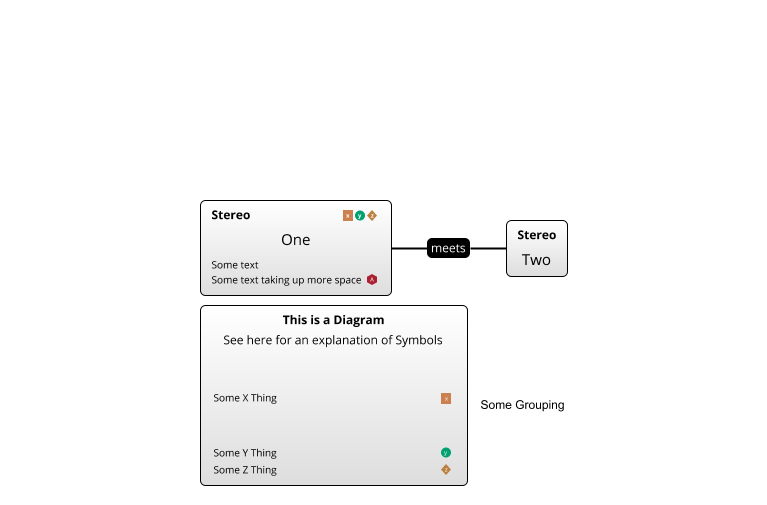 Stereo x y z
One
Some text
Some text taking up more space A
meets
Stereo
Two
This is a Diagram
See here for an explanation of Symbols
Some X Thing x
Some Grouping
Some Y Thing y
Some Z Thing z